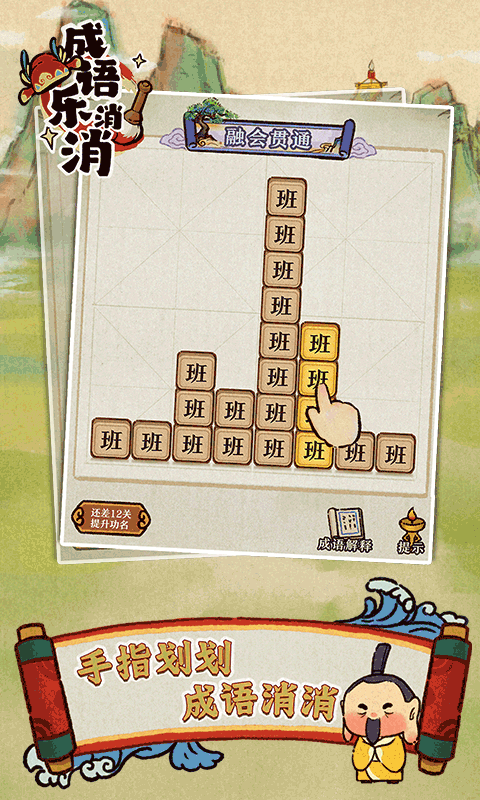 成语
乐消
消
融会贯通
班
班
班
班
班 班
班 班 班
班 班 班
班 班 班 班 班 班 班 班
还差12关
提升功名
成语解释
提示
手指划划
成语消消